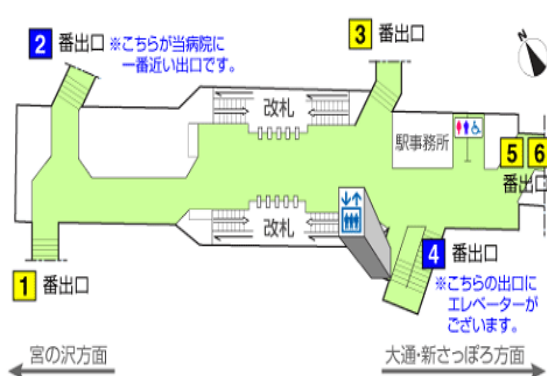 2 番出口 ※こちらが当病院に
一番近い出口です。
3 番出口
N
改札
駅事務所
5 6
番出口
改札
4 番出口
※こちらの出口に
エレベーターが
ございます。
1 番出口
宮の沢方面
大通・新さっぽろ方面